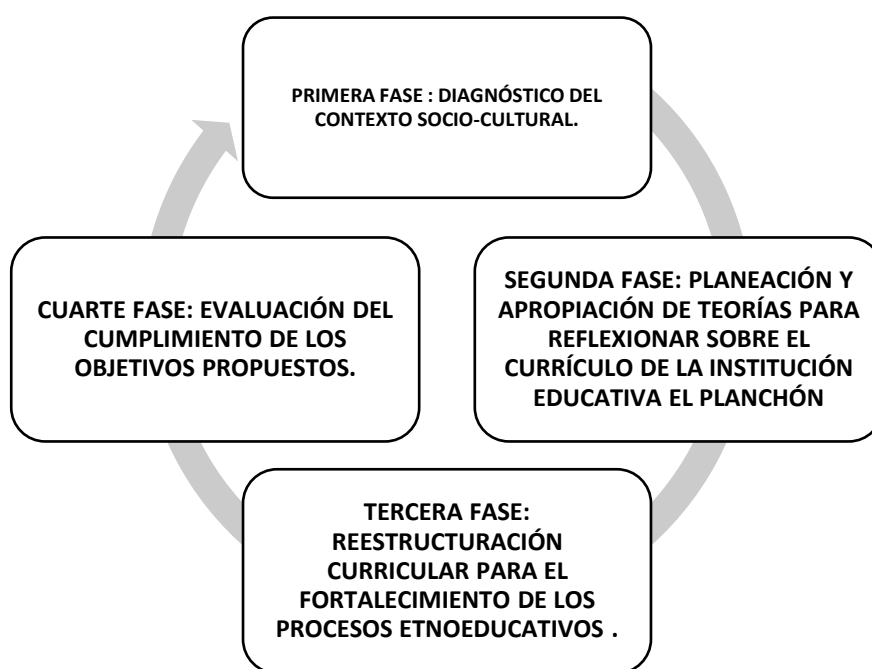 PRIMERA FASE : DIAGNÓSTICO DEL
CONTEXTO SOCIO-CULTURAL.
SEGUNDA FASE: PLANEACIÓN Y
APROPIACIÓN DE TEORÍAS PARA
REFLEXIONAR SOBRE EL
CURRÍCULO DE LA INSTITUCIÓN
EDUCATIVA EL PLANCHÓN
TERCERA FASE:
REESTRUCTURACIÓN
CURRICULAR PARA EL
FORTALECIMIENTO DE LOS
PROCESOS ETNOEDUCATIVOS .
CUARTE FASE: EVALUACIÓN DEL
CUMPLIMIENTO DE LOS
OBJETIVOS PROPUESTOS.